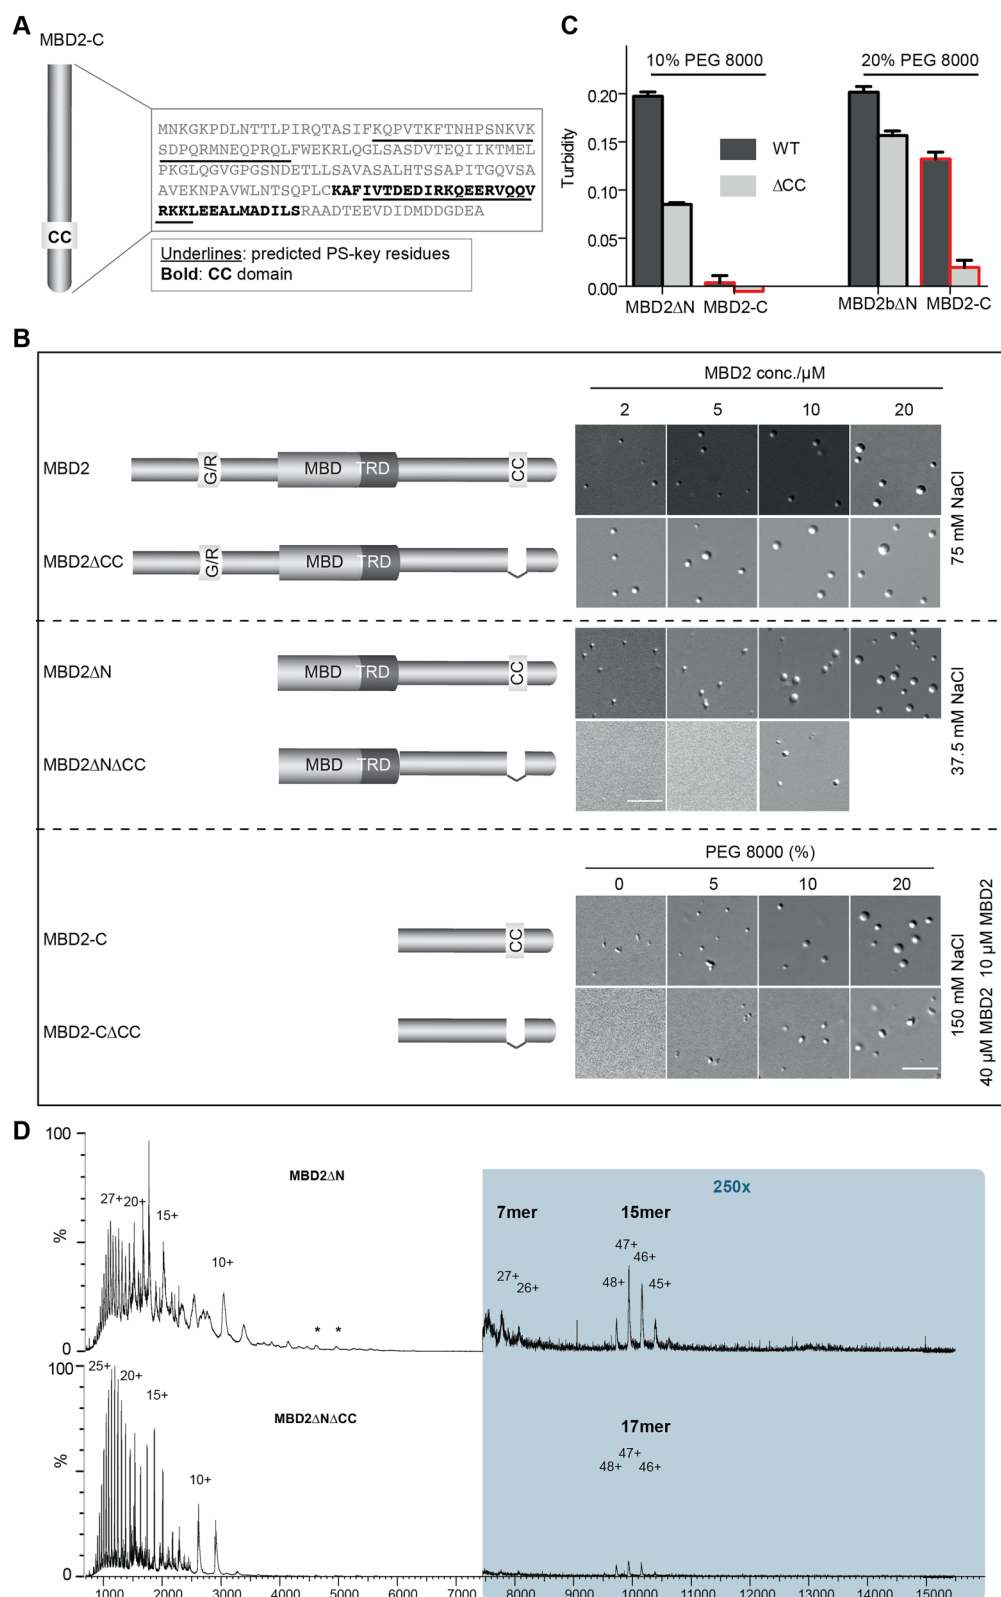 A
MBD2-C
CC
MNKGKPDLNTTLPIRQTASIFKQPVTKFTNHPSNKVK
SDPQRMNEQPRQLFWEKRLQGLSASDVTEQIIKTMEL
PKGLQGVGPGSNDETLLSAVASALHTSSAPITGQVSA
AVEKNPAVWLNTSQPLCKAFIVTDEDIRKQEERVQQV
RKKLEEALMADILSRAADTEEVDIDMDDGDEA
Underlines: predicted PS-key residues
Bold: CC domain
C
10% PEG 8000
20% PEG 8000
Turbidity
0.20
0.15
0.10
0.05
0.00
WT
ΔCC
MBD2ΔN
MBD2-C
MBD2bΔN
MBD2-C
B
MBD2 conc./µM
2
5
10
20
MBD2
G/R
MBD
TRD
CC
MBD2ΔCC
G/R
MBD
TRD
75 mM NaCl
MBD2ΔN
MBD
TRD
CC
MBD2ΔNΔCC
MBD
TRD
37.5 mM NaCl
PEG 8000 (%)
0
5
10
20
MBD2-C
CC
MBD2-CΔCC
150 mM NaCl
40 µM MBD2 10 µM MBD2
D
100
%
0
MBD2ΔN
27+
20+
15+
10+
*
*
250x
7mer
15mer
27+
26+
48+
47+
46+
45+
100
%
0
MBD2ΔNΔCC
25+
20+
15+
10+
17mer
48+
47+
46+
1000
2000
3000
4000
5000
6000
7000
8000
9000
10000
11000
12000
13000
14000
15000